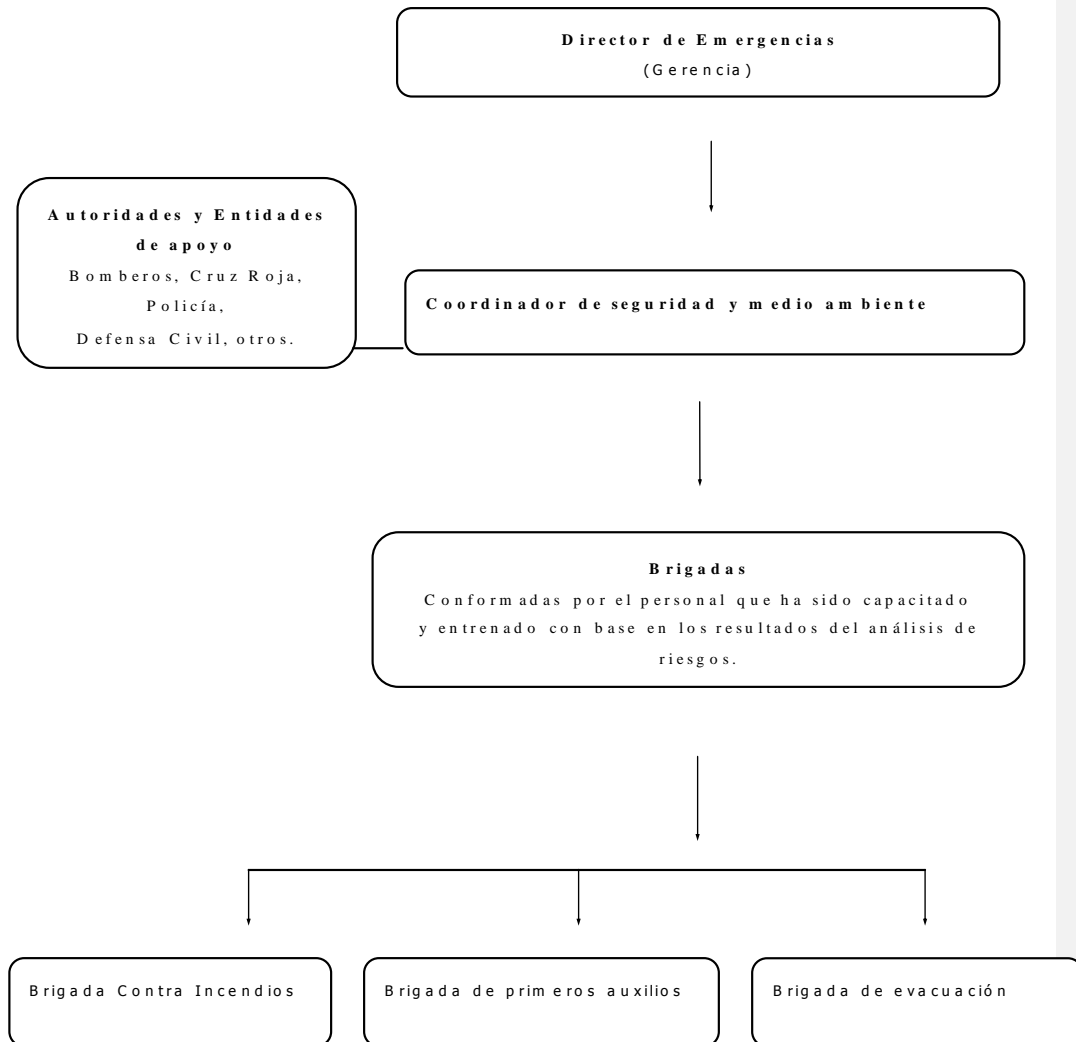 Director de Emergencias
(Gerencia)
Autoridades y Entidades
de apoyo
Bomberos, Cruz Roja,
Policía,
Defensa Civil, otros.
Coordinador de seguridad y medio ambiente
Brigadas
Conformadas por el personal que ha sido capacitado
y entrenado con base en los resultados del análisis de
riesgos.
Brigada Contra Incendios
Brigada de primeros auxilios
Brigada de evacuación